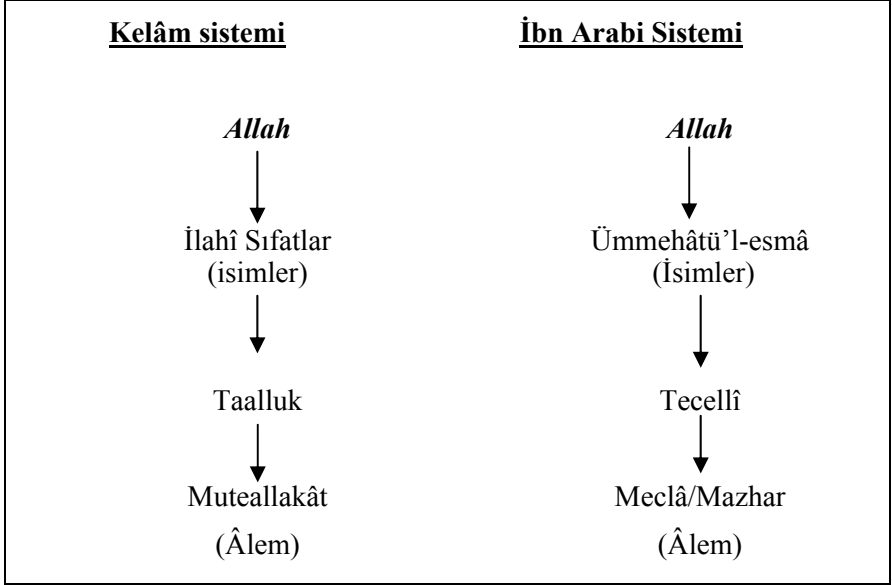 Kelâm sistemi
Allah
İlahî Sıfatlar
(isimler)
Taalluk
Muteallakât
(Âlem)
İbn Arabi Sistemi
Allah
Ümmehâtü’l-esmâ
(İsimler)
Tecellî
Meclâ/Mazhar
(Âlem)